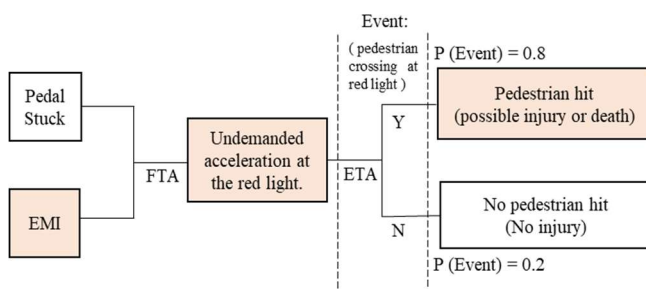 Event:
( pedestrian
crossing at
red light )
P (Event) = 0.8
Pedal
Stuck
Pedestrian hit
(possible injury or death)
Y
Undemanded
acceleration at
the red light.
FTA
ETA
EMI
No pedestrian hit
(No injury)
N
P (Event) = 0.2